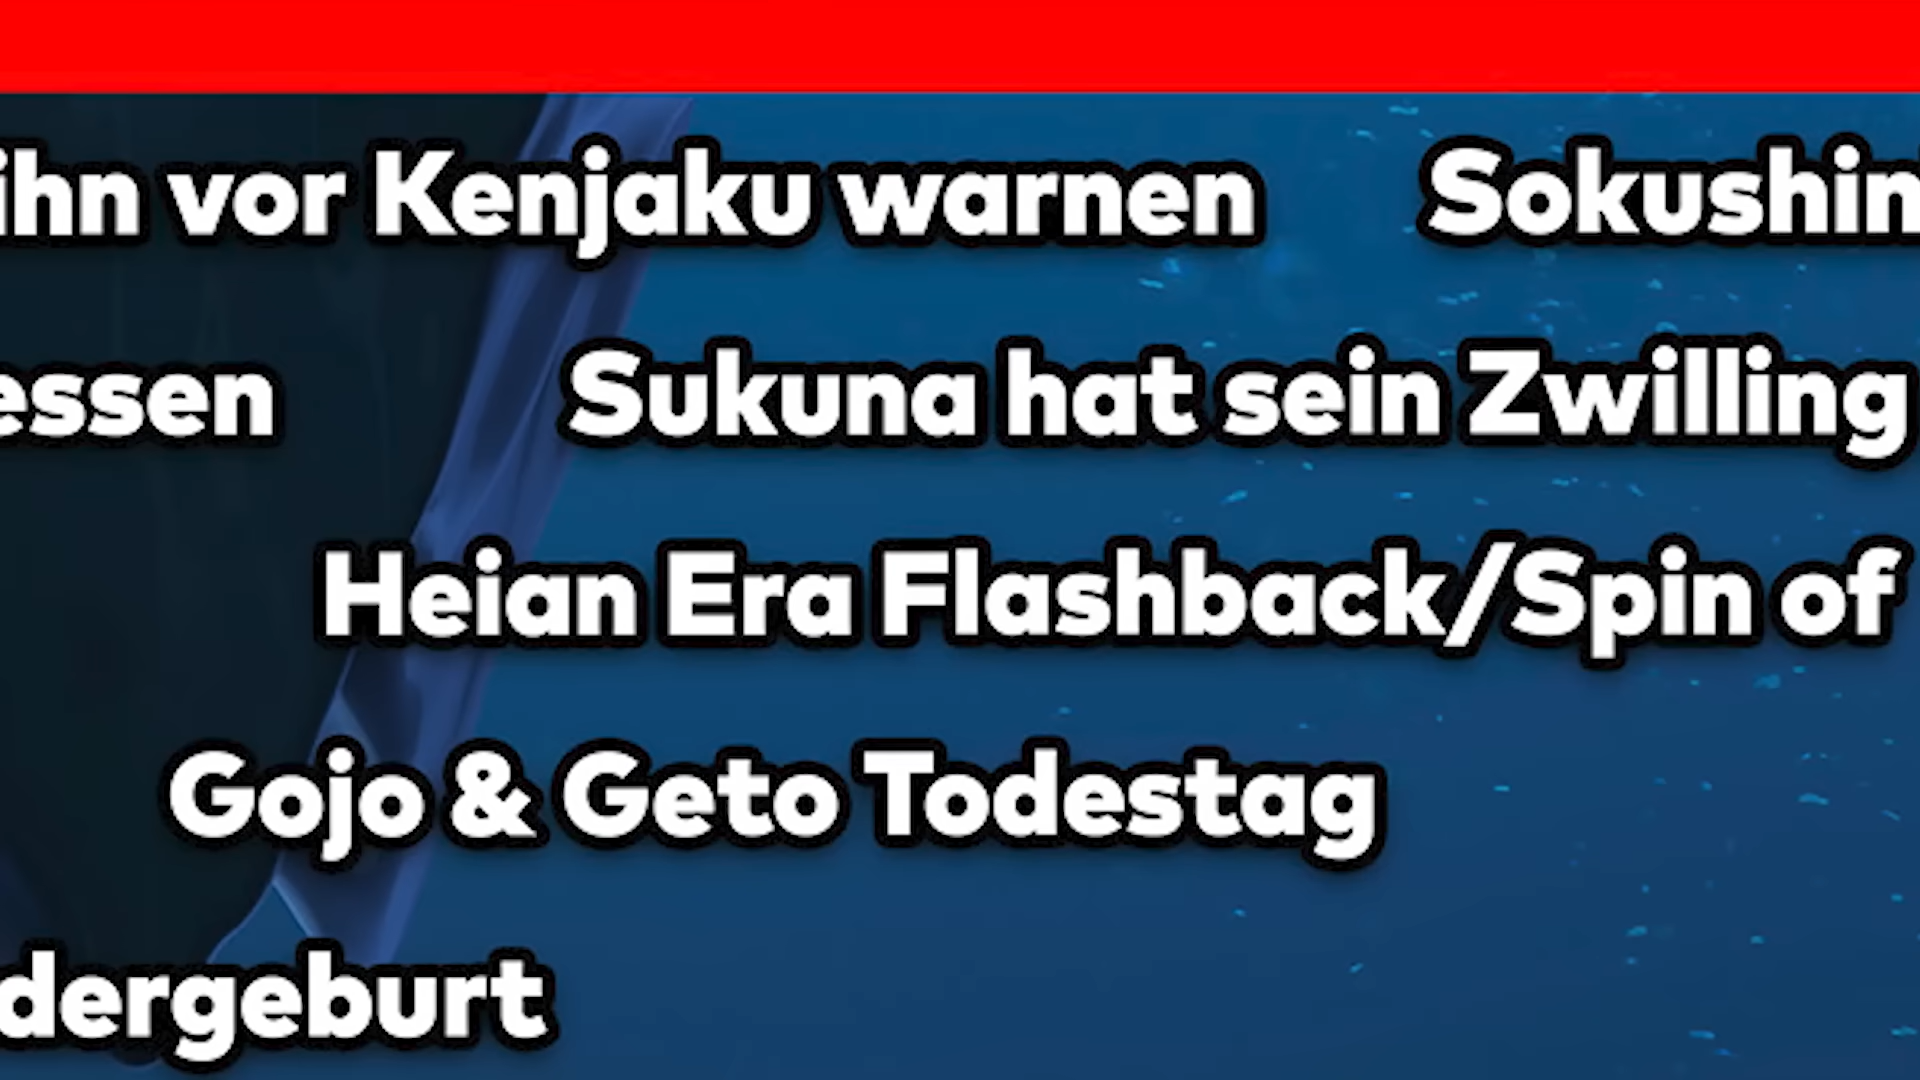 ihn vor Kenjaku warnen Sokushin
essen Sukuna hat sein Zwilling
Heian Era Flashback/Spin of
Gojo & Geto Todestag
dergeburt